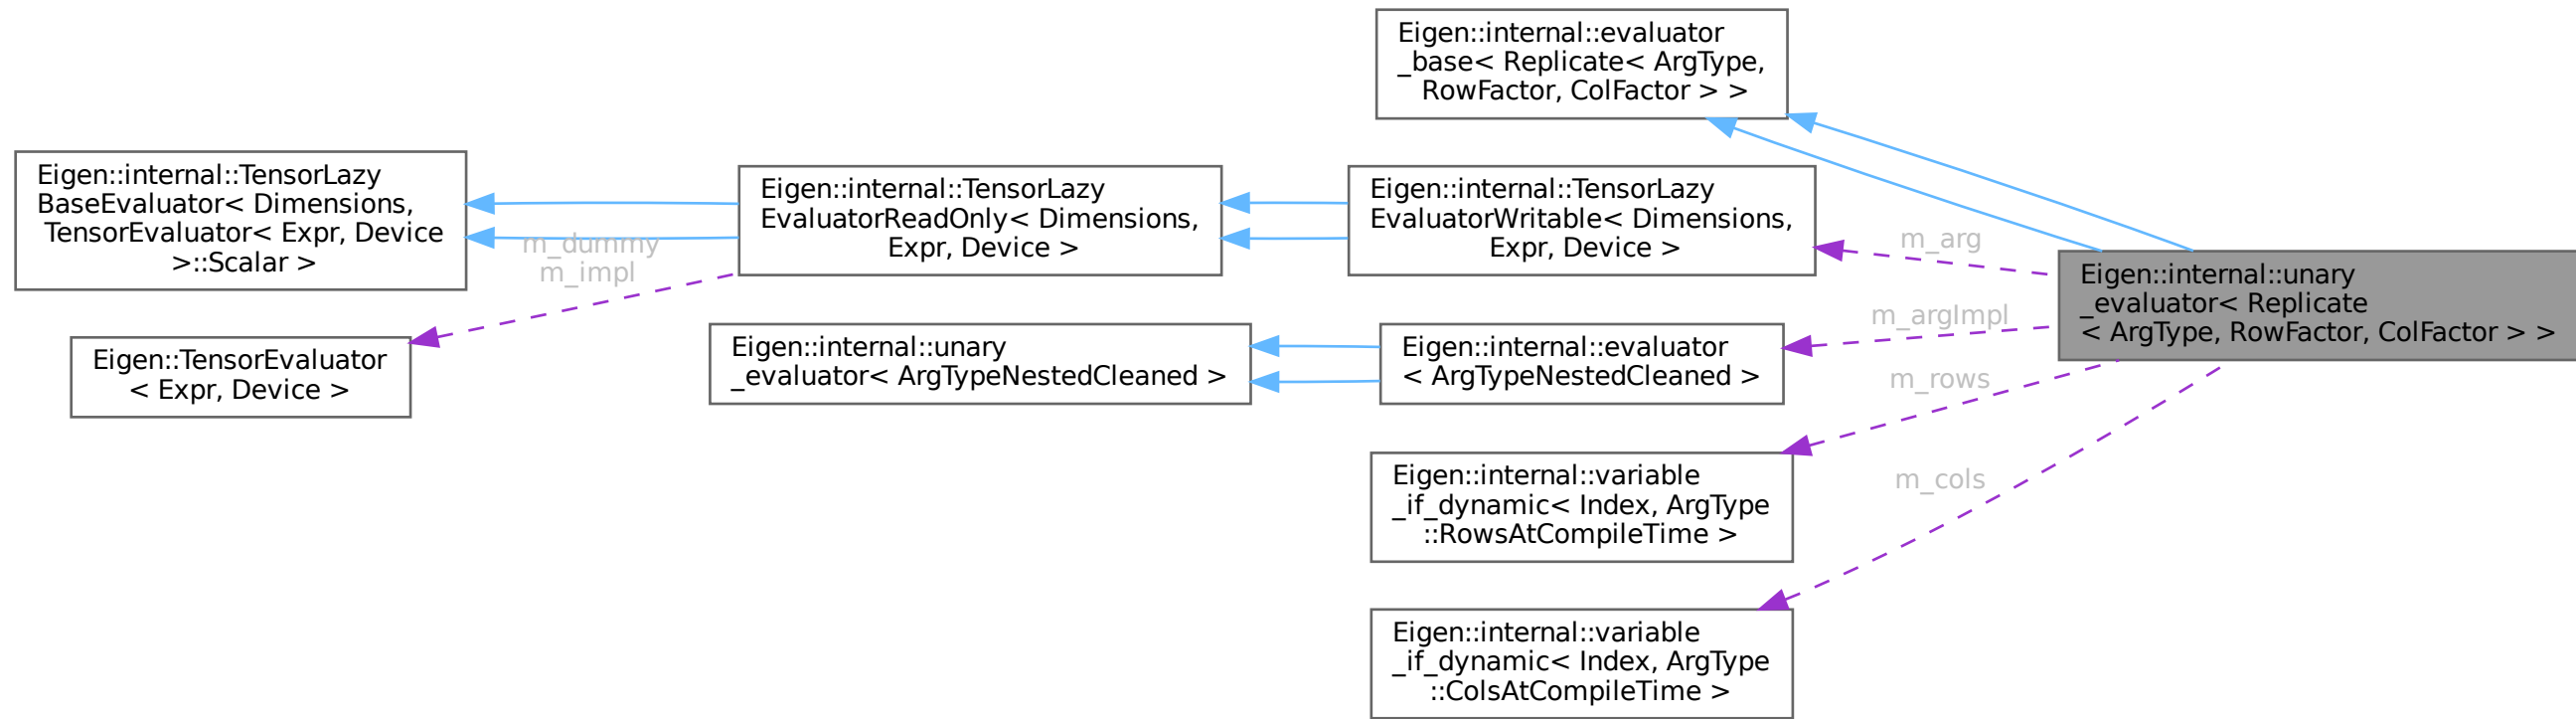 Eigen::internal::evaluator
_base< Replicate< ArgType,
RowFactor, ColFactor > >
Eigen::internal::TensorLazy
BaseEvaluator< Dimensions,
TensorEvaluator< Expr, Device
>::Scalar >
Eigen::internal::TensorLazy
EvaluatorReadOnly< Dimensions,
Expr, Device >
Eigen::internal::TensorLazy
EvaluatorWritable< Dimensions,
Expr, Device >
m_dummy
m_impl
m_arg
Eigen::internal::unary
_evaluator< Replicate
< ArgType, RowFactor, ColFactor > >
Eigen::TensorEvaluator
< Expr, Device >
Eigen::internal::unary
_evaluator< ArgTypeNestedCleaned >
Eigen::internal::evaluator
< ArgTypeNestedCleaned >
m_argImpl
m_rows
Eigen::internal::variable
_if_dynamic< Index, ArgType
::RowsAtCompileTime >
m_cols
Eigen::internal::variable
_if_dynamic< Index, ArgType
::ColsAtCompileTime >